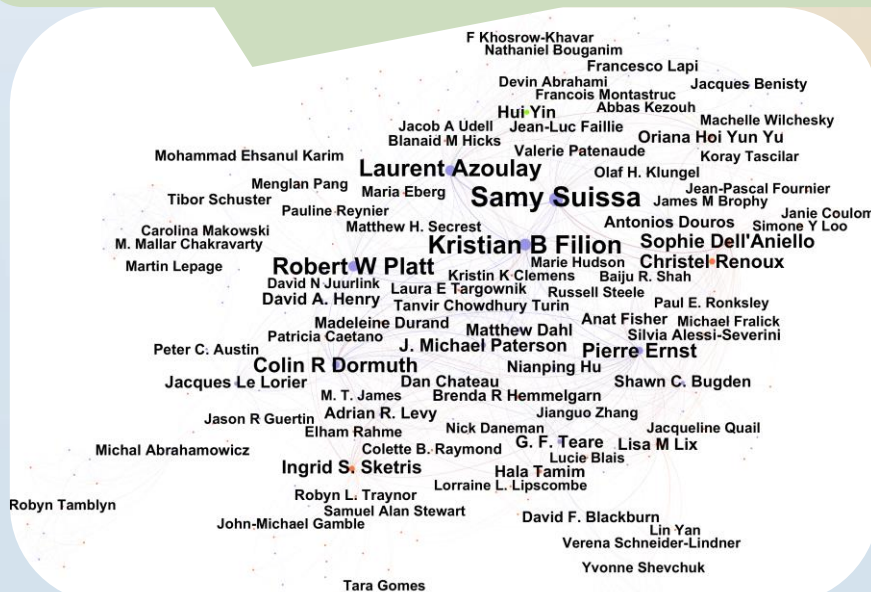 F Khosrow-Khavar
Nathaniel Bouganim
Francesco Lapi
Devin Abrahami
Jacques Benisty
Francois Montastruc
Abbas Kezouh
Hui Yin
Machelle Wilchesky
Jacob A Udell
Jean-Luc Faillie
Oriana Hoi Yun Yu
Blanaid M Hicks
Valerie Patenaude
Koray Tascilar
Mohammad Ehsanul Karim
Laurent Azoulay
Olaf H. Klungel
Menglan Pang
Maria Eberg
Samy Suissa
Jean-Pascal Fournier
Tibor Schuster
James M Brophy
Pauline Reynier
Janie Coulom
Matthew H. Secrest
Antonios Douros
Simone Y Loo
Carolina Makowski
M. Mallar Chakravarty
Kristian B Filion
Sophie Dell'Aniello
Martin Lepage
Robert W Platt
Marie Hudson
Christel Renoux
Kristin K Clemens
Baiju R. Shah
David N Juurlink
Laura E Targownik
Russell Steele
David A. Henry
Tanvir Chowdhury Turin
Paul E. Ronksley
Madeleine Durand
Anat Fisher
Michael Fralick
Patricia Caetano
Matthew Dahl
Silvia Alessi-Severini
Peter C. Austin
J. Michael Paterson
Pierre Ernst
Colin R Dormuth
Nianping Hu
Jacques Le Lorier
Dan Chateau
Shawn C. Bugden
M. T. James
Brenda R Hemmelgarn
Jason R Guertin
Adrian R. Levy
Jianguo Zhang
Elham Rahme
Nick Daneman
Jacqueline Quail
Michal Abrahamowicz
Colette B. Raymond
G. F. Teare
Lisa M Lix
Lucie Blais
Ingrid S. Sketris
Hala Tamim
Lorraine L. Lipscombe
Robyn Tamblyn
Robyn L. Traynor
Samuel Alan Stewart
John-Michael Gamble
David F. Blackburn
Lin Yan
Verena Schneider-Lindner
Yvonne Shevchuk
Tara Gomes